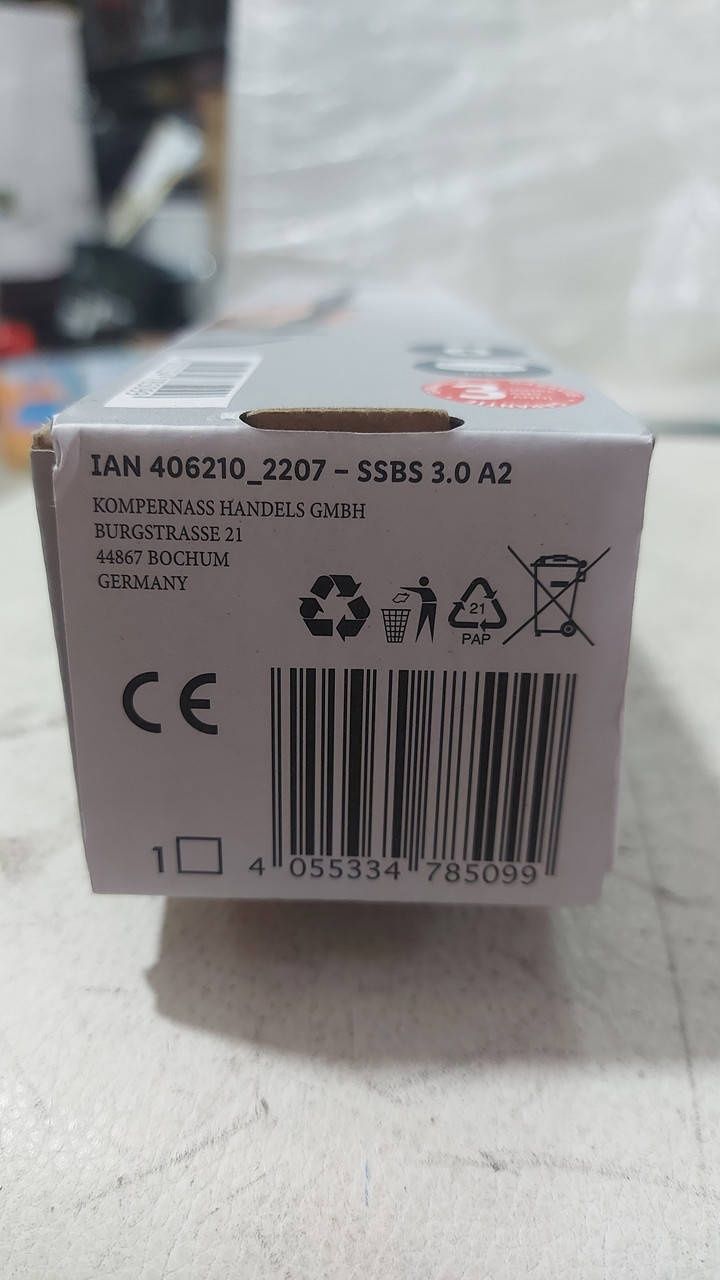 IAN 406210_2207 – SSBS 3.0 A2
KOMPERNASS HANDELS GMBH
BURGSTRASSE 21
44867 BOCHUM
GERMANY
21
PAP
CE
1
4 055334 785099